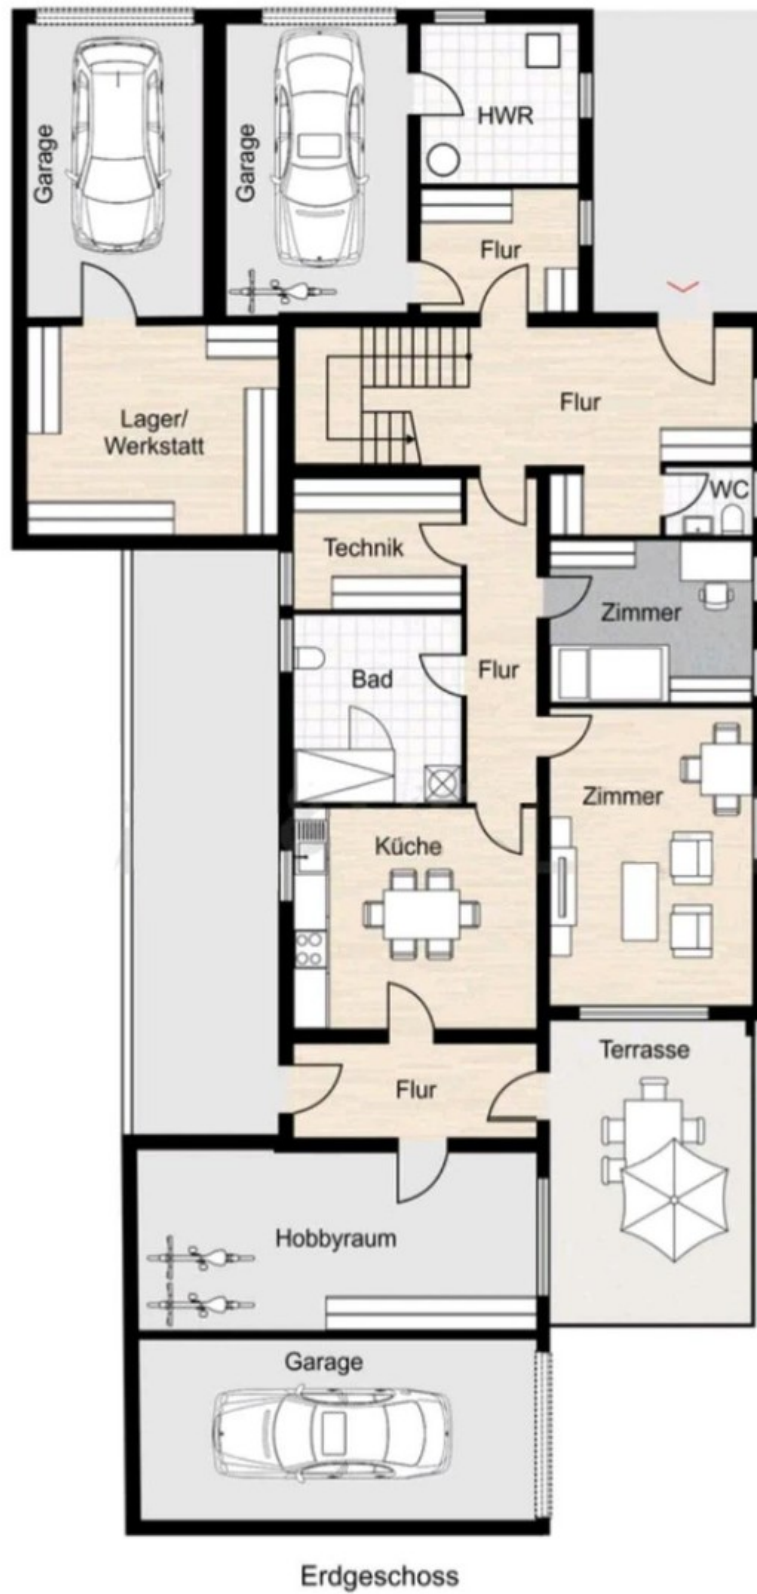 Garage
Garage
HWR
Flur
Flur
Lager/
Werkstatt
WC
Technik
Zimmer
Flur
Bad
Zimmer
Küche
Terrasse
Flur
Hobbyraum
Garage
Erdgeschoss